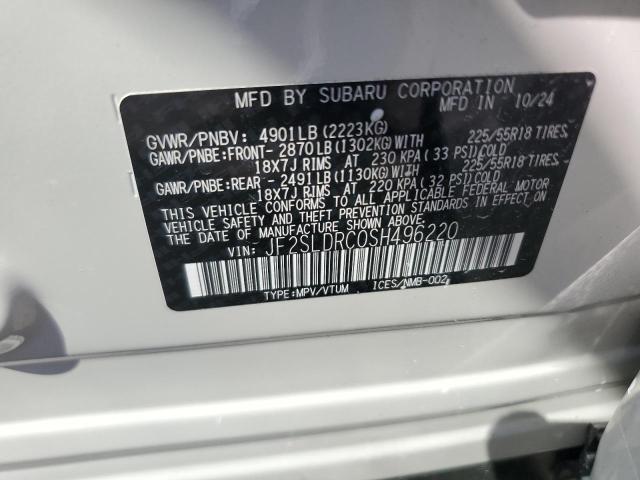 MFD BY SUBARU CORPORATION
MFD IN 10/24
GVWR/PNBV: 4901LB(2223KG)
GAWR/PNBE:FRONT- 2870LB(1302KG)WITH 225/55R18 TIRES,
18X7J RIMS AT 230 KPA(33 PSI)COLD
GAWR/PNBE:REAR - 2491LB(1130KG)WITH 225/55R18 TIRES,
18X7J RIMS AT 220 KPA(32 PSI)COLD
THIS VEHICLE CONFORMS TO ALL APPLICABLE FEDERAL MOTOR
VEHICLE SAFETY AND THEFT PREVENTION STANDARDS IN EFFECT ON
THE DATE OF MANUFACTURE SHOWN ABOVE.
VIN: JF2SLDRC0SH496220
TYPE:MPV/VTUM ICES/NMB-002